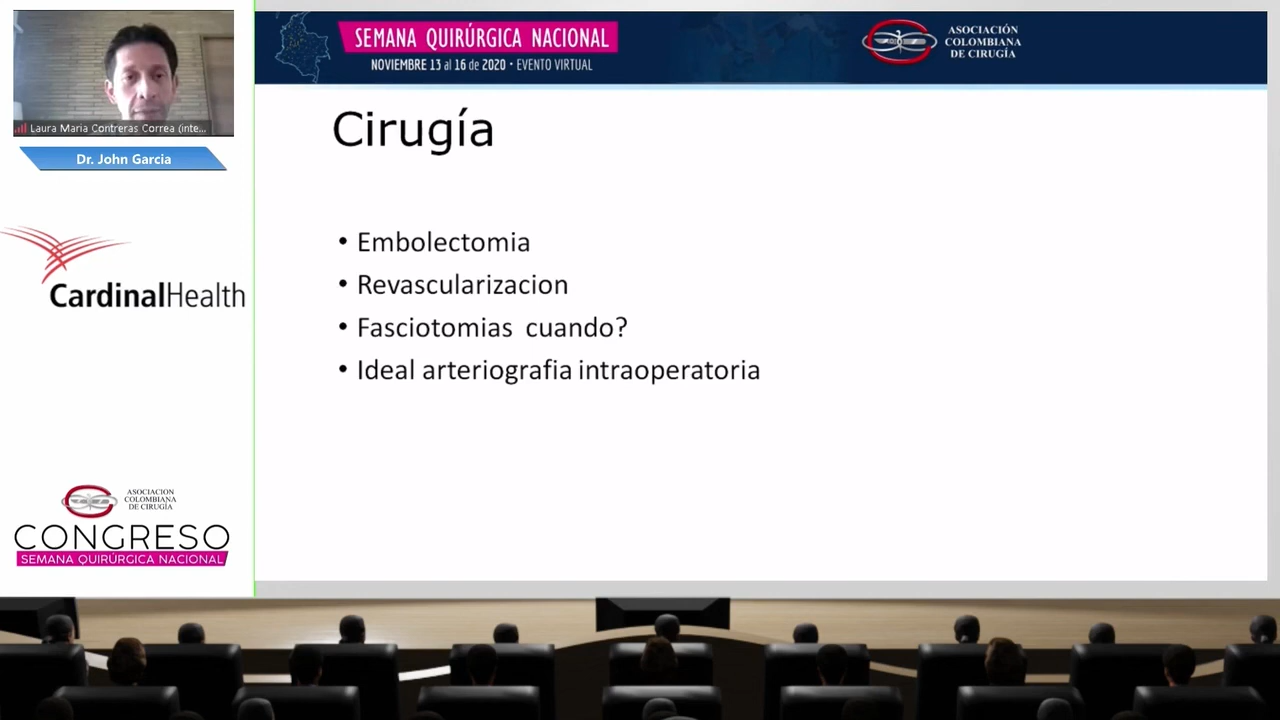 Laura Maria Contreras Correa (inte...
Dr. John Garcia
CardinalHealth
ASOCIACION
COLOMBIANA
DE CIRUGÍA
CONGRESO
SEMANA QUIRÚRGICA NACIONAL
SEMANA QUIRÚRGICA NACIONAL
NOVIEMBRE 13 al 16 de 2020 • EVENTO VIRTUAL
ASOCIACIÓN
COLOMBIANA
DE CIRUGÍA
Cirugía
• Embolectomia
• Revascularizacion
• Fasciotomias cuando?
• Ideal arteriografia intraoperatoria